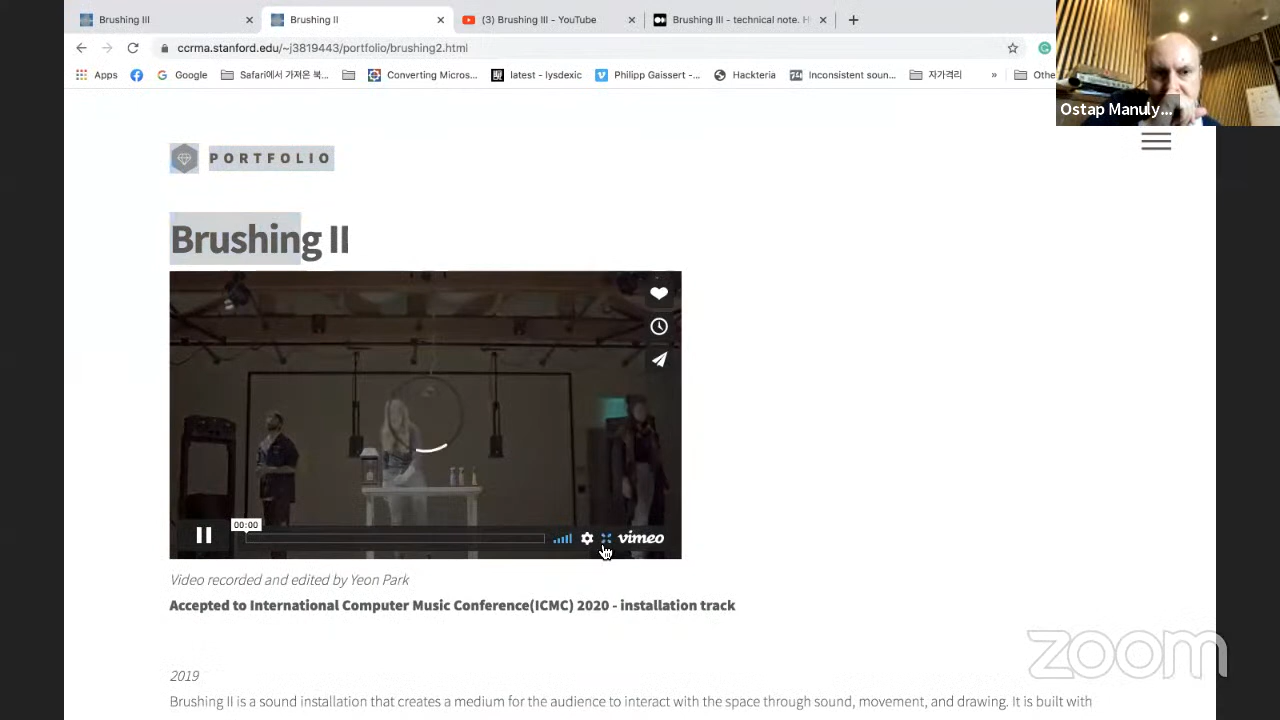 Brushing III
Brushing II
(3) Brushing III - YouTube
Brushing III - technical note. H
ccrma.stanford.edu/~j3819443/portfolio/brushing2.html
Apps
Google
Safari에서 가져온 북...
Converting Micros...
latest - lysdexic
Philipp Gaissert -...
Hackteria
Inconsistent soun...
자가격리
»
Othe
Ostap Manuly...
PORTFOLIO
Brushing II
00:00
vimeo
Video recorded and edited by Yeon Park
Accepted to International Computer Music Conference(ICMC) 2020 - installation track
zoom
2019
Brushing II is a sound installation that creates a medium for the audience to interact with the space through sound, movement, and drawing. It is built with